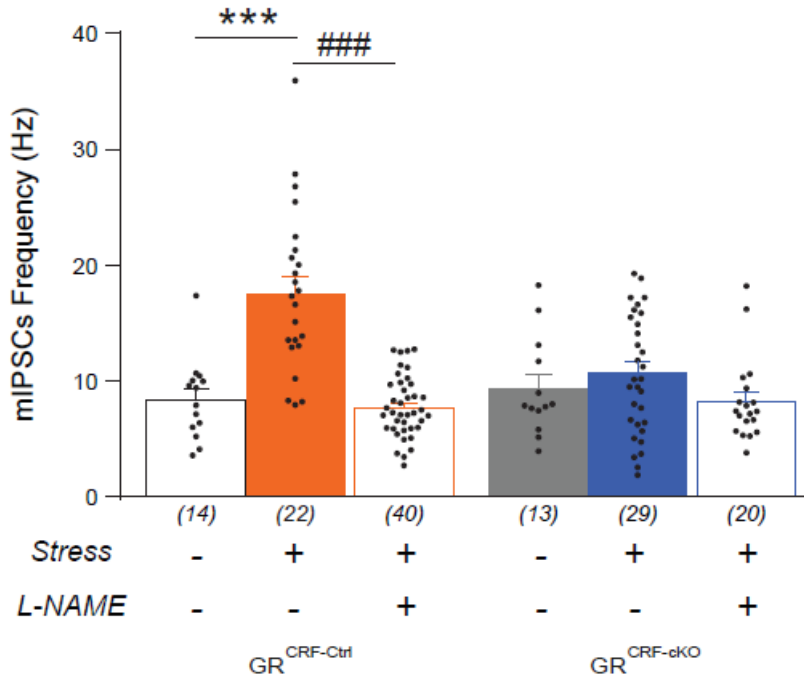 40
30
20
10
0
mIPSCs Frequency (Hz)
*** ###
(14) (22) (40) (13) (29) (20)
Stress - + + - + +
L-NAME - - + - - +
GR^CRF-Ctrl GR^CRF-cKO